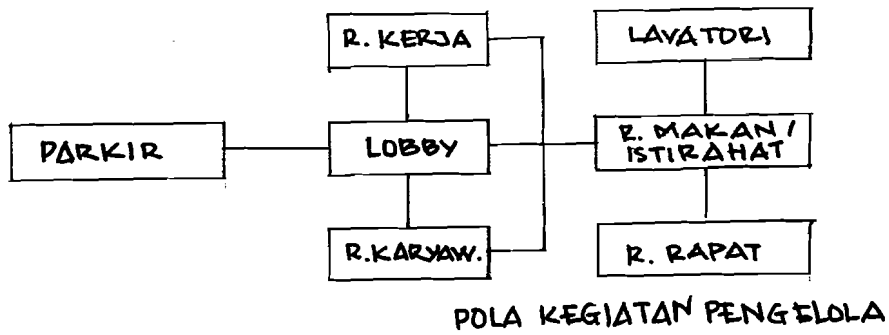 R. KERJA
LAVATORI
PARKIR
LOBBY
R. MAKAN /
ISTIRAHAT
R.KARYAW.
R. RAPAT
POLA KEGIATAN PENGELOLA